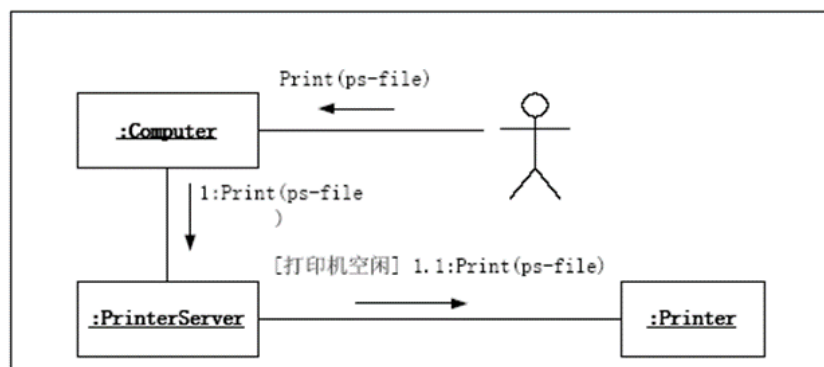 Print(ps-file)
:Computer
1:Print(ps-file
)
[打印机空闲] 1.1:Print(ps-file)
:PrinterServer
:Printer